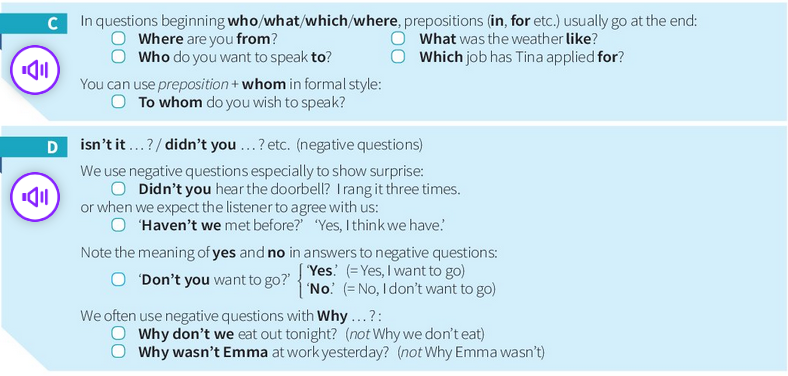 C
In questions beginning who/what/which/where, prepositions (in, for etc.) usually go at the end:
Where are you from? What was the weather like?
Who do you want to speak to? Which job has Tina applied for?
You can use preposition + whom in formal style:
To whom do you wish to speak?
D
isn't it … ? / didn't you … ? etc. (negative questions)
We use negative questions especially to show surprise:
Didn't you hear the doorbell? I rang it three times.
or when we expect the listener to agree with us:
'Haven't we met before?' 'Yes, I think we have.'
Note the meaning of yes and no in answers to negative questions:
'Don't you want to go?' 'Yes.' (= Yes, I want to go)
'No.' (= No, I don't want to go)
We often use negative questions with Why … ? :
Why don't we eat out tonight? (not Why we don't eat)
Why wasn't Emma at work yesterday? (not Why Emma wasn't)